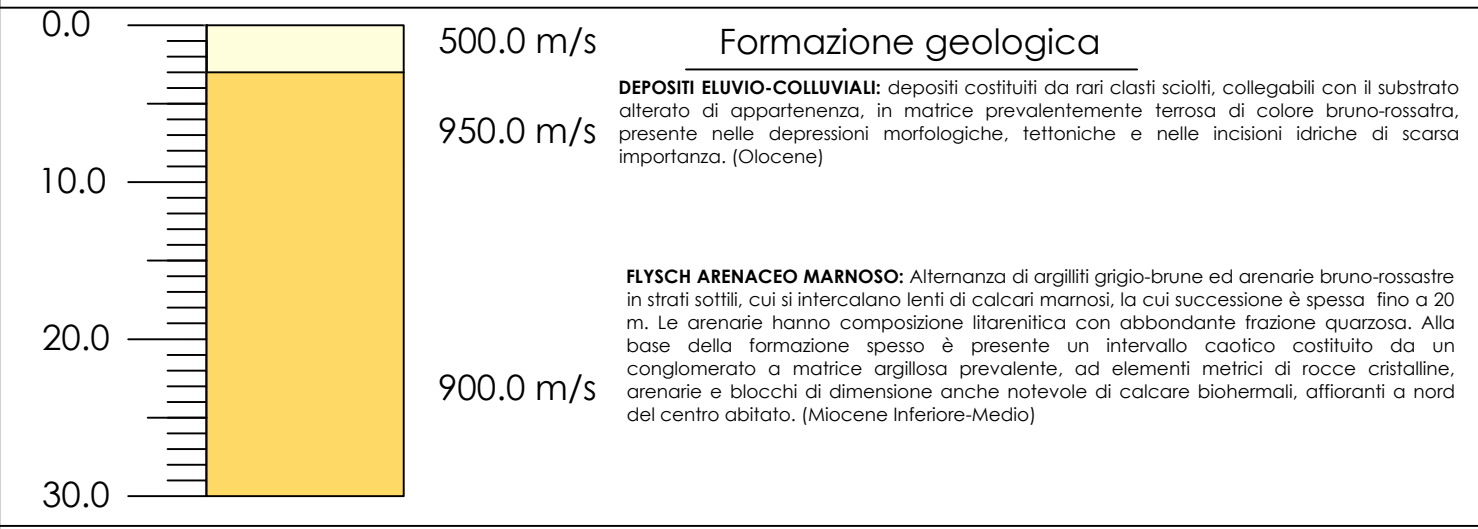 0.0
10.0
20.0
30.0
500.0 m/s
950.0 m/s
900.0 m/s
Formazione geologica
DEPOSITI ELUVIO-COLLUVIALI: depositi costituiti da rari clasti sciolti, collegabili con il substrato
alterato di appartenenza, in matrice prevalentemente terrosa di colore bruno-rossatra,
presente nelle depressioni morfologiche, tettoniche e nelle incisioni idriche di scarsa
importanza. (Olocene)
FLYSCH ARENACEO MARNOSO: Alternanza di argilliti grigio-brune ed arenarie bruno-rossastre
in strati sottili, cui si intercalano lenti di calcari marnosi, la cui successione è spessa fino a 20
m. Le arenarie hanno composizione litarenitica con abbondante frazione quarzosa. Alla
base della formazione spesso è presente un intervallo caotico costituito da un
conglomerato a matrice argillosa prevalente, ad elementi metrici di rocce cristalline,
arenarie e blocchi di dimensione anche notevole di calcare biohermali, affioranti a nord
del centro abitato. (Miocene Inferiore-Medio)